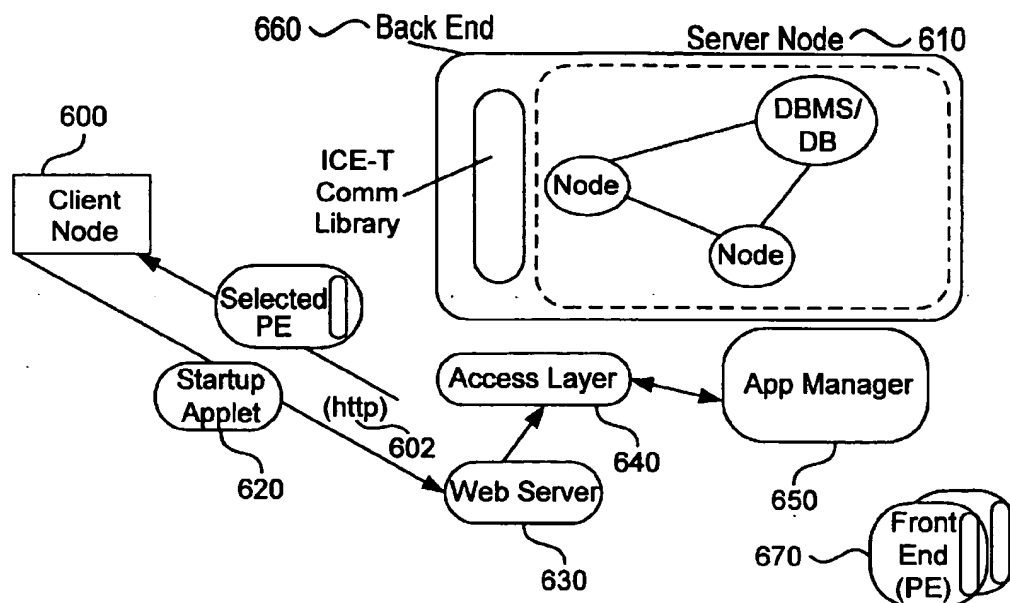 660 Back End
Server Node 610
DBMS/
DB
600
ICE-T
Comm
Library
Node
Client
Node
Node
Selected
PE
Startup
Applet
Access Layer
App Manager
(http)
602
640
620
Web Server
650
630
670
Front
End
(PE)